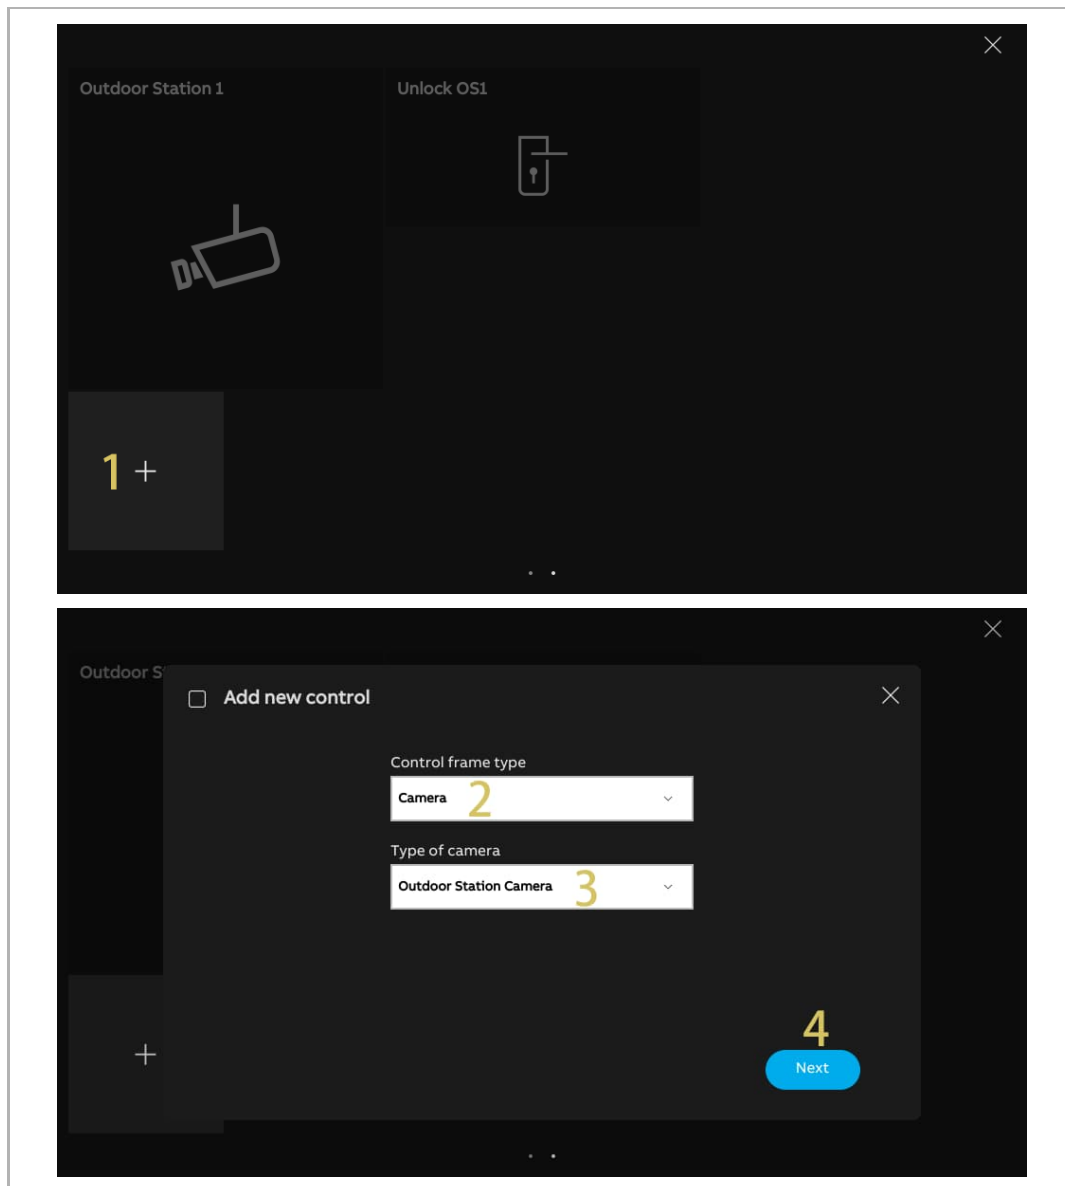 Outdoor Station 1
Unlock OS1
1 +
Outdoor S
Add new control
Control frame type
Camera 2
Type of camera
Outdoor Station Camera 3
4
+
Next